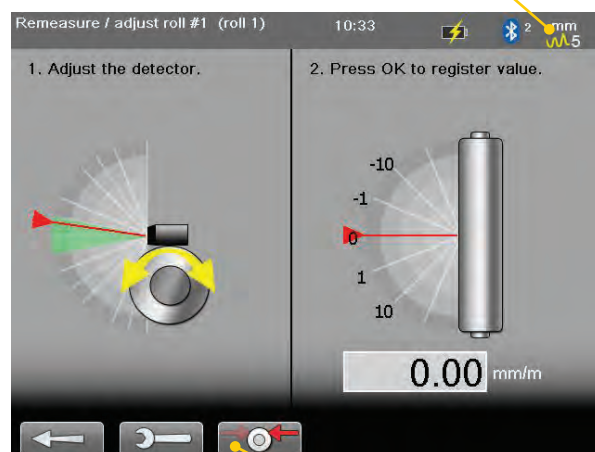 Remeasure / adjust roll #1 (roll 1) 10:33 2 mm
5
1. Adjust the detector.
2. Press OK to register value.
-10
-1
0
1
10
0.00 mm/m